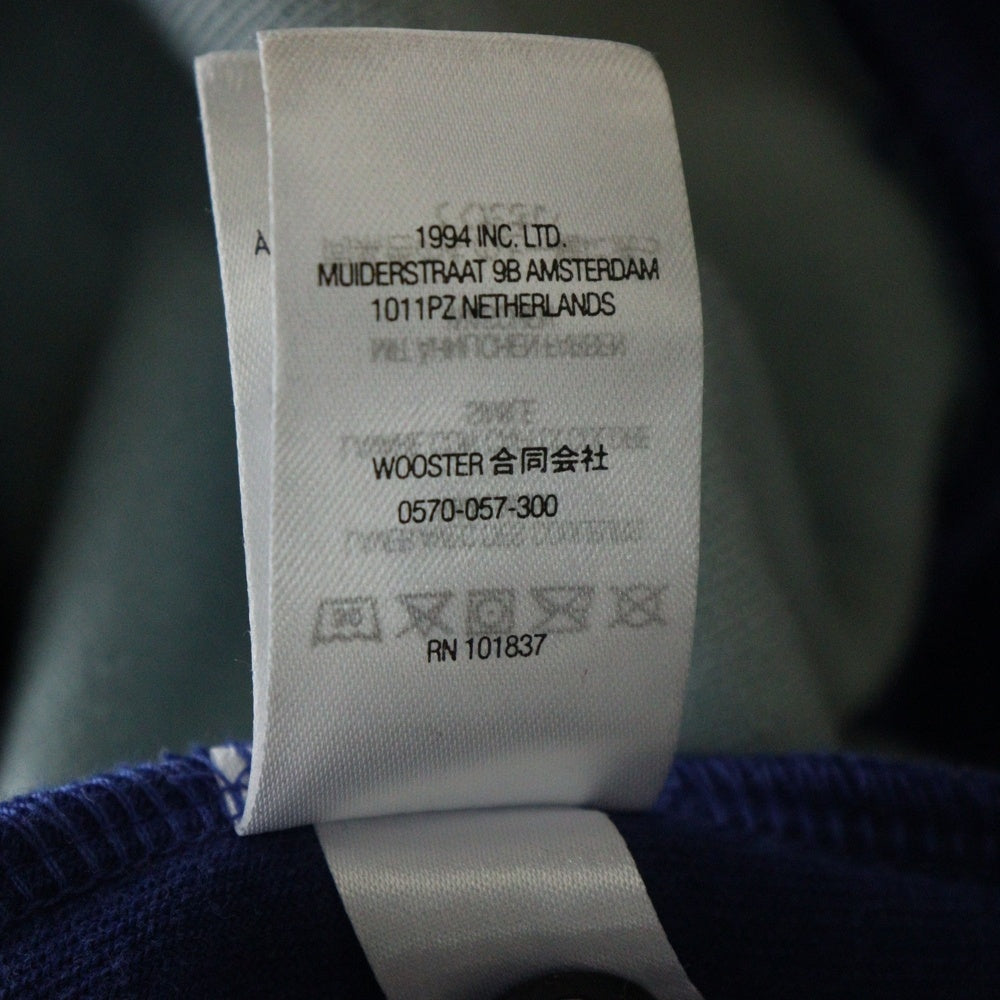 1994 INC. LTD.
MUIDERSTRAAT 9B AMSTERDAM
1011PZ NETHERLANDS
WOOSTER 合同会社
0570-057-300
RN 101837
À